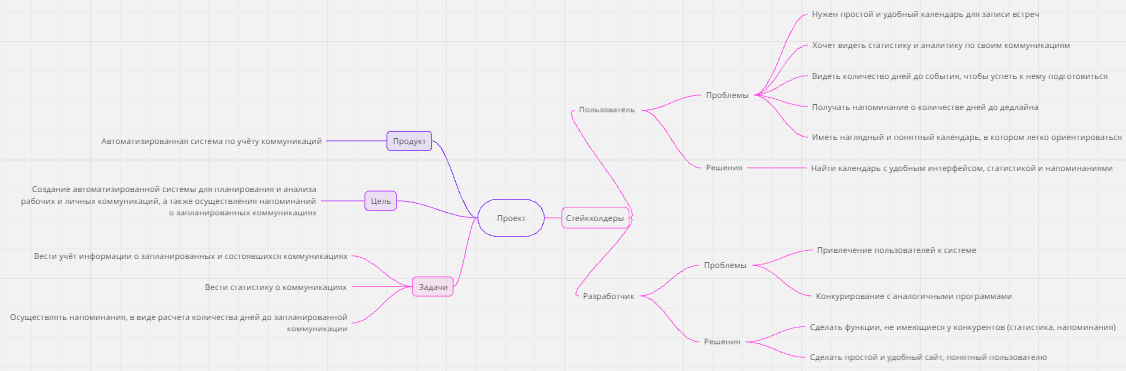 Проект
Продукт
Автоматизированная система по учёту коммуникаций
Цель
Создание автоматизированной системы для планирования и анализа
рабочих и личных коммуникаций, а также осуществления напоминаний
о запланированных коммуникациях
Задачи
Вести учёт информации о запланированных и состоявшихся коммуникациях
Вести статистику о коммуникациях
Осуществлять напоминания, в виде расчета количества дней до запланированной
коммуникации
Стейкхолдеры
Пользователь
Проблемы
Нужен простой и удобный календарь для записи встреч
Хочет видеть статистику и аналитику по своим коммуникациям
Видеть количество дней до события, чтобы успеть к нему подготовиться
Получать напоминание о количестве дней до дедлайна
Иметь наглядный и понятный календарь, в котором легко ориентироваться
Решения
Найти календарь с удобным интерфейсом, статистикой и напоминаниями
Разработчик
Проблемы
Привлечение пользователей к системе
Конкурирование с аналогичными программами
Решения
Сделать функции, не имеющиеся у конкурентов (статистика, напоминания)
Сделать простой и удобный сайт, понятный пользователю